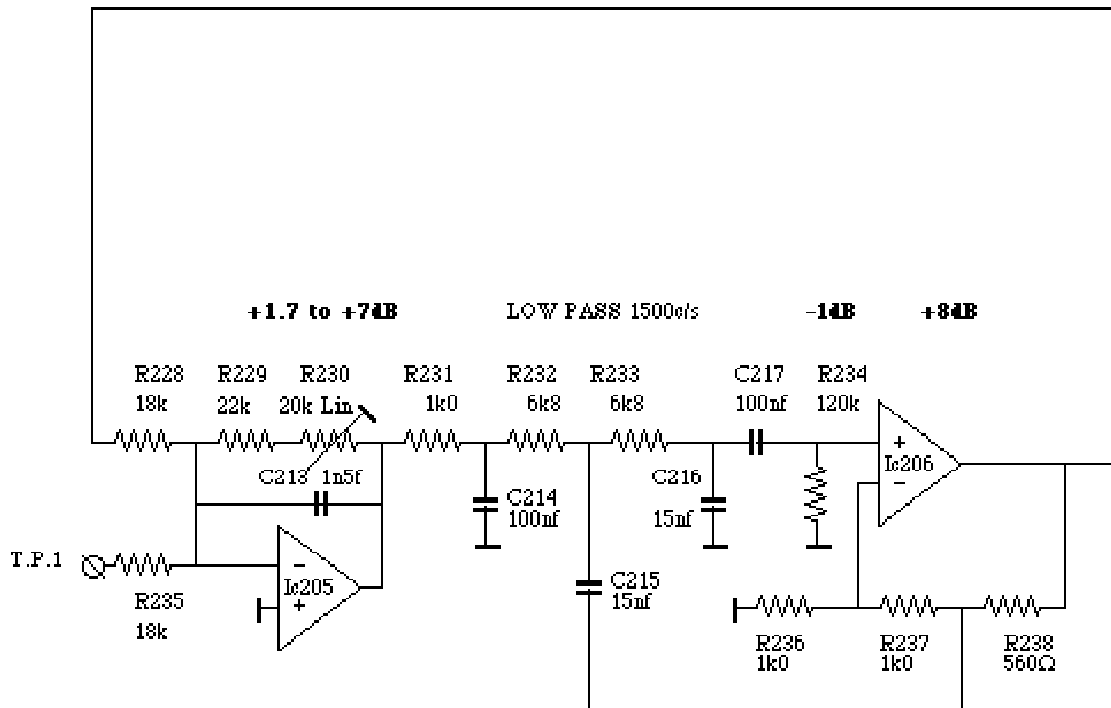 +1.7 to +7dB LOW PASS 1500c/s -1dB +8dB
R228 R229 R230 R231 R232 R233 C217 R234
18k 22k 20k Lin 1k0 6k8 6k8 100nf 120k
C213 1n5f
C214
100nf
C216
15nf
+
Ic206
-
T.P.1
R235
18k
-
Ic205
+
C215
15nf
R236 R237 R238
1k0 1k0 560Ω